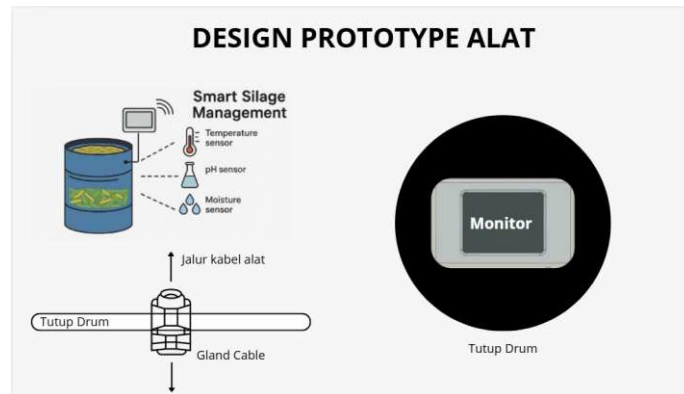 DESIGN PROTOTYPE ALAT
Smart Silage
Management
Temperature
sensor
pH sensor
Moisture
sensor
Jalur kabel alat
Tutup Drum
Gland Cable
Monitor
Tutup Drum